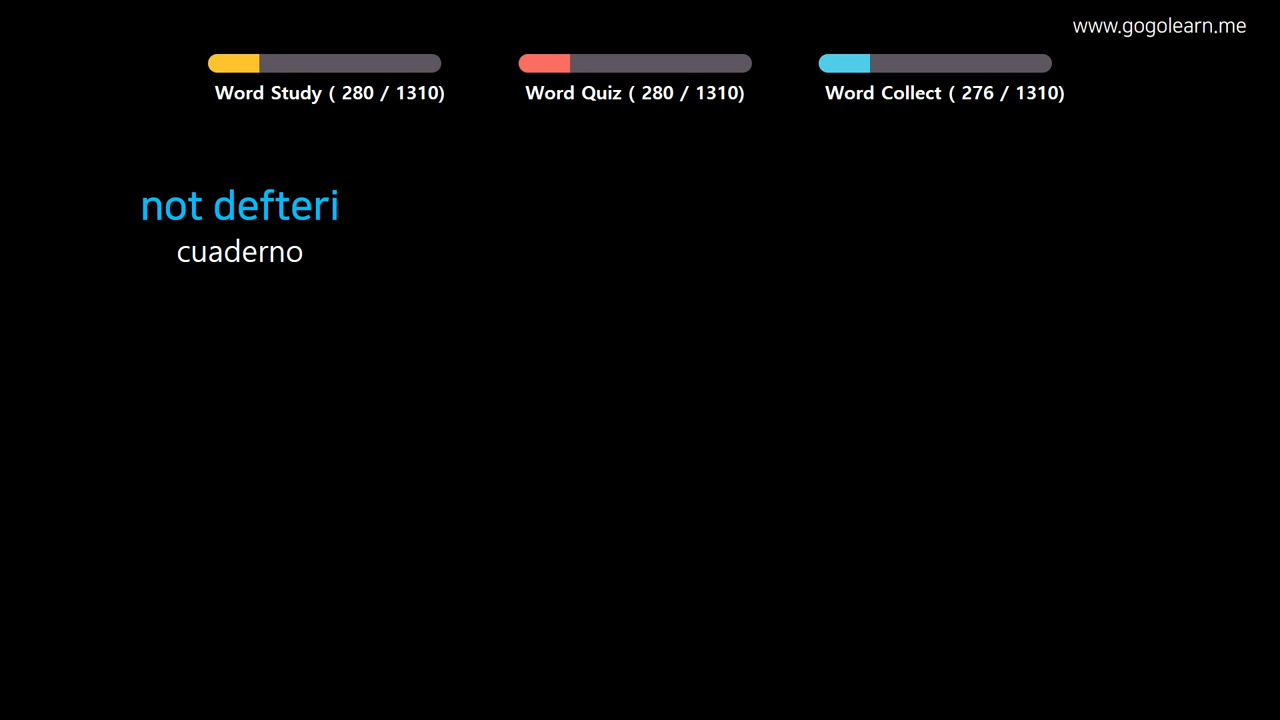 www.gogolearn.me
Word Study ( 280 / 1310)
Word Quiz ( 280 / 1310)
Word Collect ( 276 / 1310)
not defteri
cuaderno